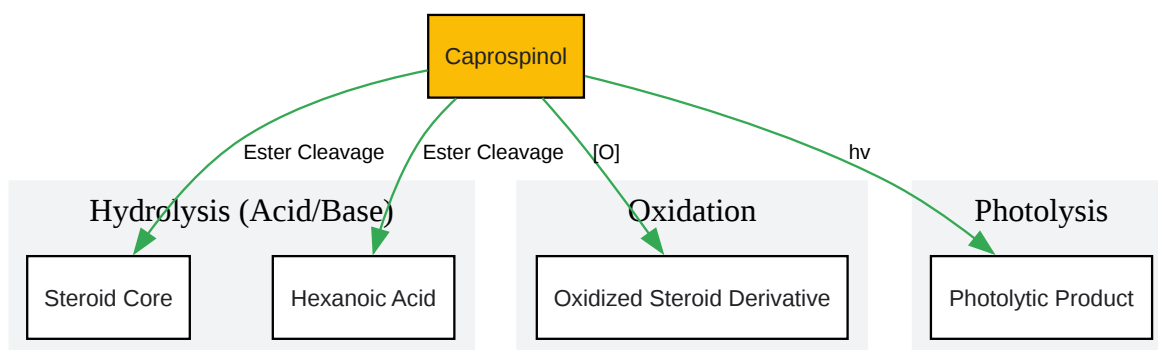 Caprospinol
Ester Cleavage
Ester Cleavage
[O]
hv
Hydrolysis (Acid/Base)
Oxidation
Photolysis
Steroid Core
Hexanoic Acid
Oxidized Steroid Derivative
Photolytic Product